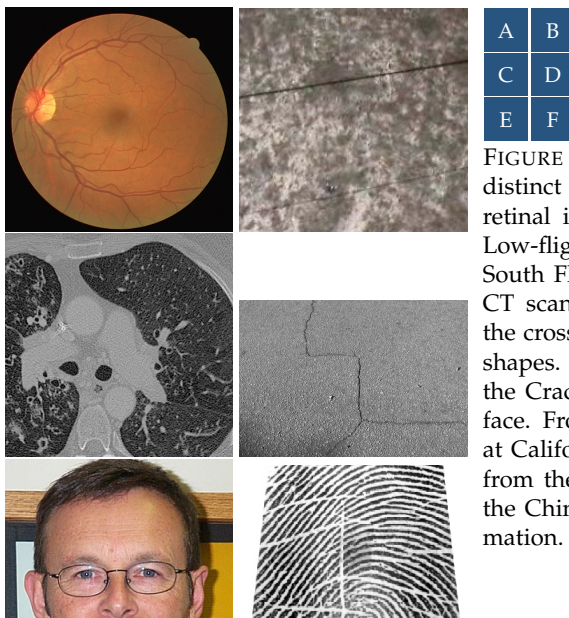 A B
C D
E F
FIGURE
distinct
retinal i
Low-flig
South Fl
CT scan
the cross
shapes.
the Crac
face. Fro
at Califo
from the
the Chin
mation.